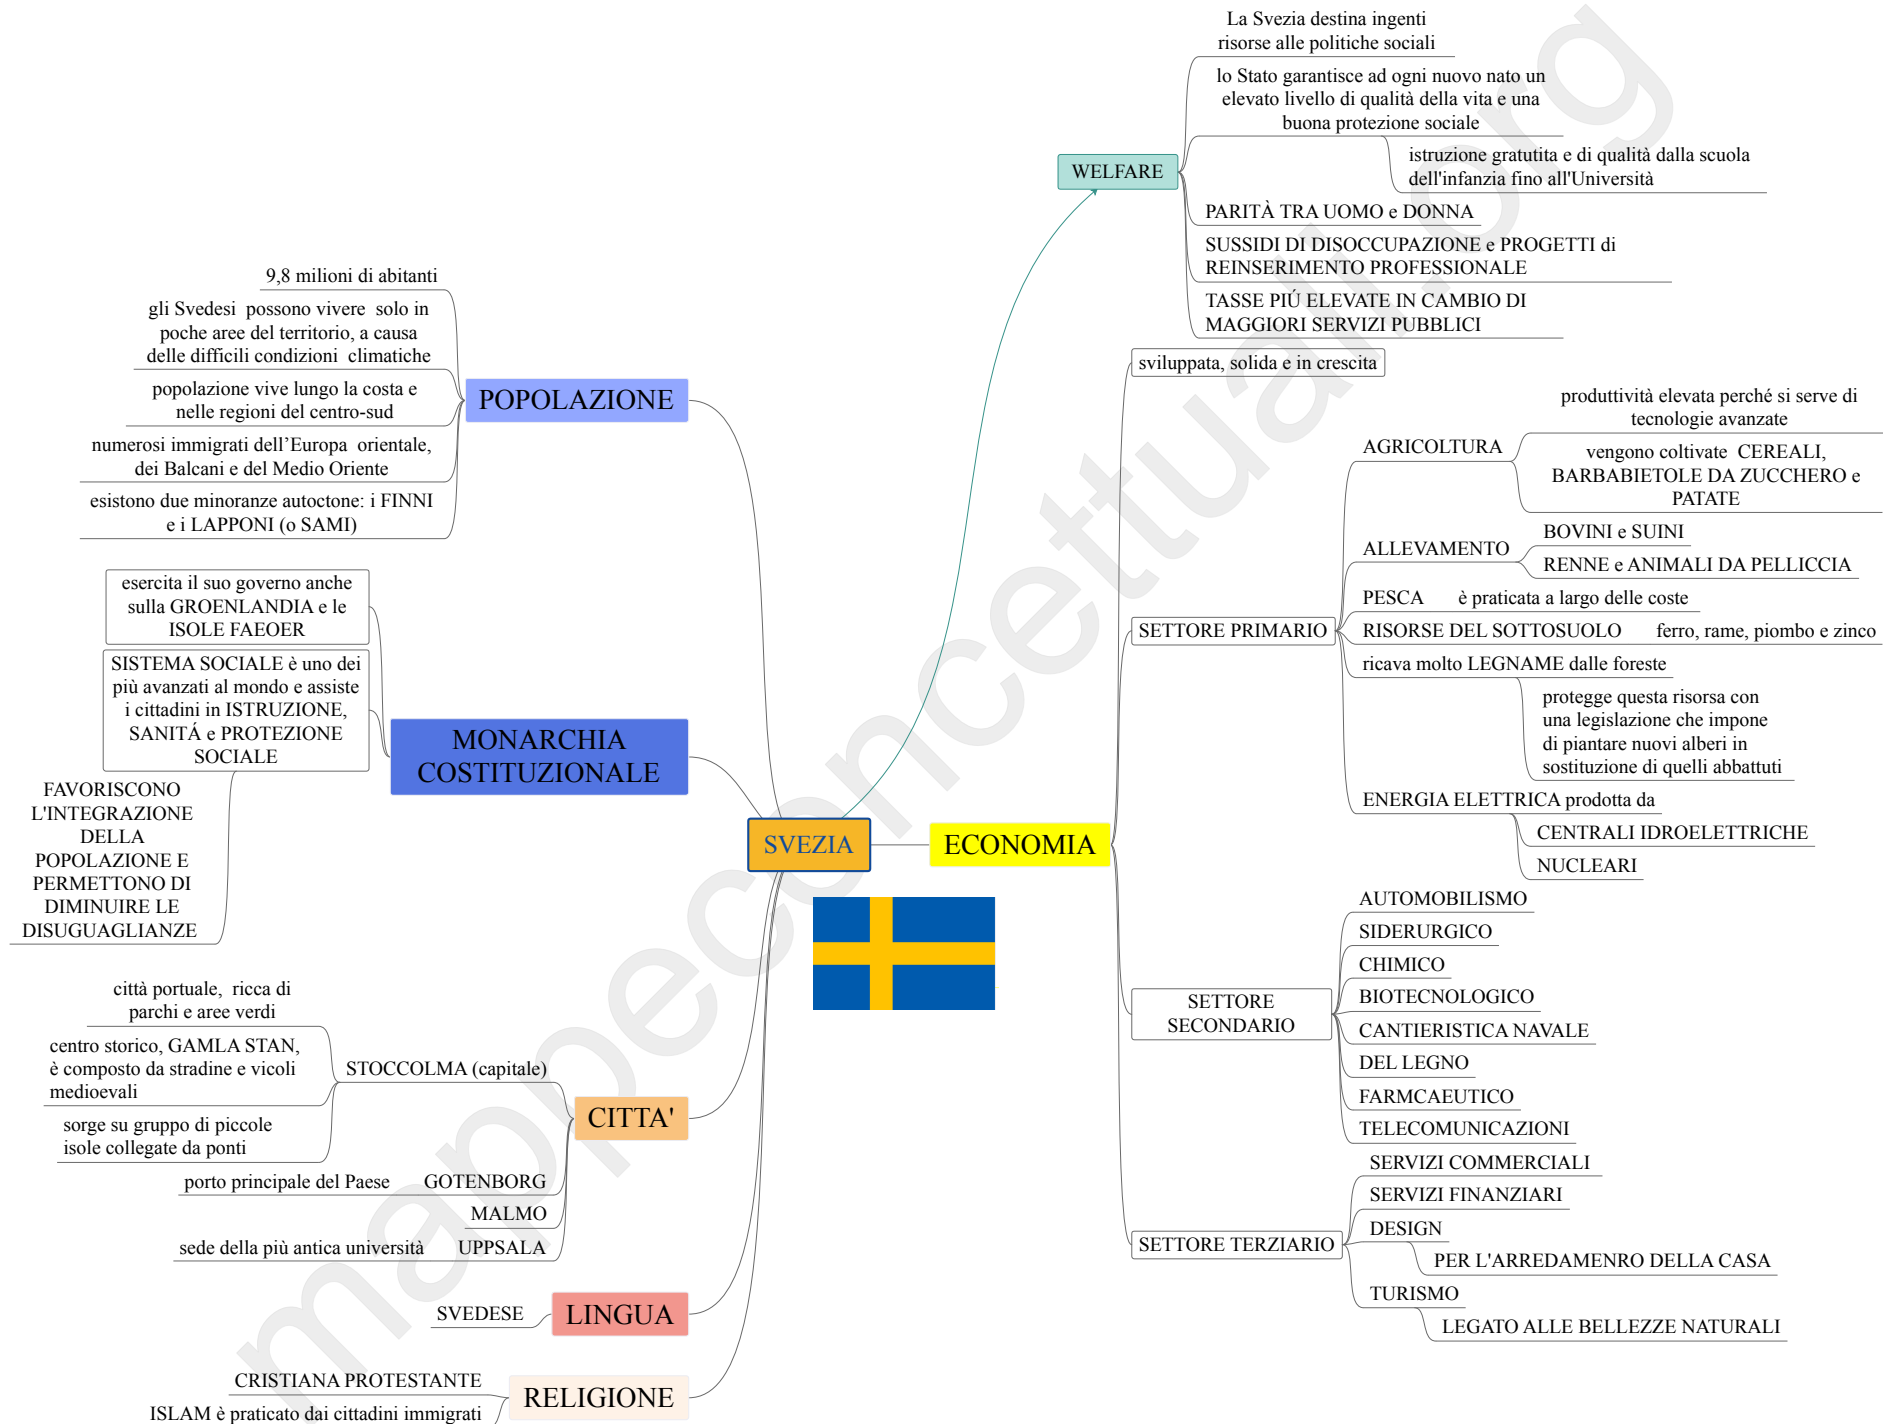 La Svezia destina ingenti
risorse alle politiche sociali
lo Stato garantisce ad ogni nuovo nato un
elevato livello di qualità della vita e una
buona protezione sociale
istruzione gratutita e di qualità dalla scuola
dell'infanzia fino all'Università
WELFARE
PARITÀ TRA UOMO e DONNA
SUSSIDI DI DISOCCUPAZIONE e PROGETTI di
REINSERIMENTO PROFESSIONALE
TASSE PIÚ ELEVATE IN CAMBIO DI
MAGGIORI SERVIZI PUBBLICI
9,8 milioni di abitanti
gli Svedesi possono vivere solo in
poche aree del territorio, a causa
delle difficili condizioni climatiche
popolazione vive lungo la costa e
nelle regioni del centro-sud
numerosi immigrati dell’Europa orientale,
dei Balcani e del Medio Oriente
esistono due minoranze autoctone: i FINNI
e i LAPPONI (o SAMI)
POPOLAZIONE
esercita il suo governo anche
sulla GROENLANDIA e le
ISOLE FAEOER
SISTEMA SOCIALE è uno dei
più avanzati al mondo e assiste
i cittadini in ISTRUZIONE,
SANITÁ e PROTEZIONE
SOCIALE
FAVORISCONO
L'INTEGRAZIONE
DELLA
POPOLAZIONE E
PERMETTONO DI
DIMINUIRE LE
DISUGUAGLIANZE
MONARCHIA
COSTITUZIONALE
SVEZIA
ECONOMIA
sviluppata, solida e in crescita
SETTORE PRIMARIO
AGRICOLTURA
produttività elevata perché si serve di
tecnologie avanzate
vengono coltivate CEREALI,
BARBABIETOLE DA ZUCCHERO e
PATATE
ALLEVAMENTO
BOVINI e SUINI
RENNE e ANIMALI DA PELLICCIA
PESCA è praticata a largo delle coste
RISORSE DEL SOTTOSUOLO ferro, rame, piombo e zinco
ricava molto LEGNAME dalle foreste
protegge questa risorsa con
una legislazione che impone
di piantare nuovi alberi in
sostituzione di quelli abbattuti
ENERGIA ELETTRICA prodotta da
CENTRALI IDROELETTRICHE
NUCLEARI
SETTORE
SECONDARIO
AUTOMOBILISMO
SIDERURGICO
CHIMICO
BIOTECNOLOGICO
CANTIERISTICA NAVALE
DEL LEGNO
FARMCAEUTICO
TELECOMUNICAZIONI
SETTORE TERZIARIO
SERVIZI COMMERCIALI
SERVIZI FINANZIARI
DESIGN
PER L'ARREDAMENRO DELLA CASA
TURISMO
LEGATO ALLE BELLEZZE NATURALI
città portuale, ricca di
parchi e aree verdi
centro storico, GAMLA STAN,
è composto da stradine e vicoli
medioevali
sorge su gruppo di piccole
isole collegate da ponti
STOCCOLMA (capitale)
CITTA'
porto principale del Paese GOTENBORG
MALMO
sede della più antica università UPPSALA
SVEDESE
LINGUA
CRISTIANA PROTESTANTE
ISLAM è praticato dai cittadini immigrati
RELIGIONE
mappeconcettuali.org